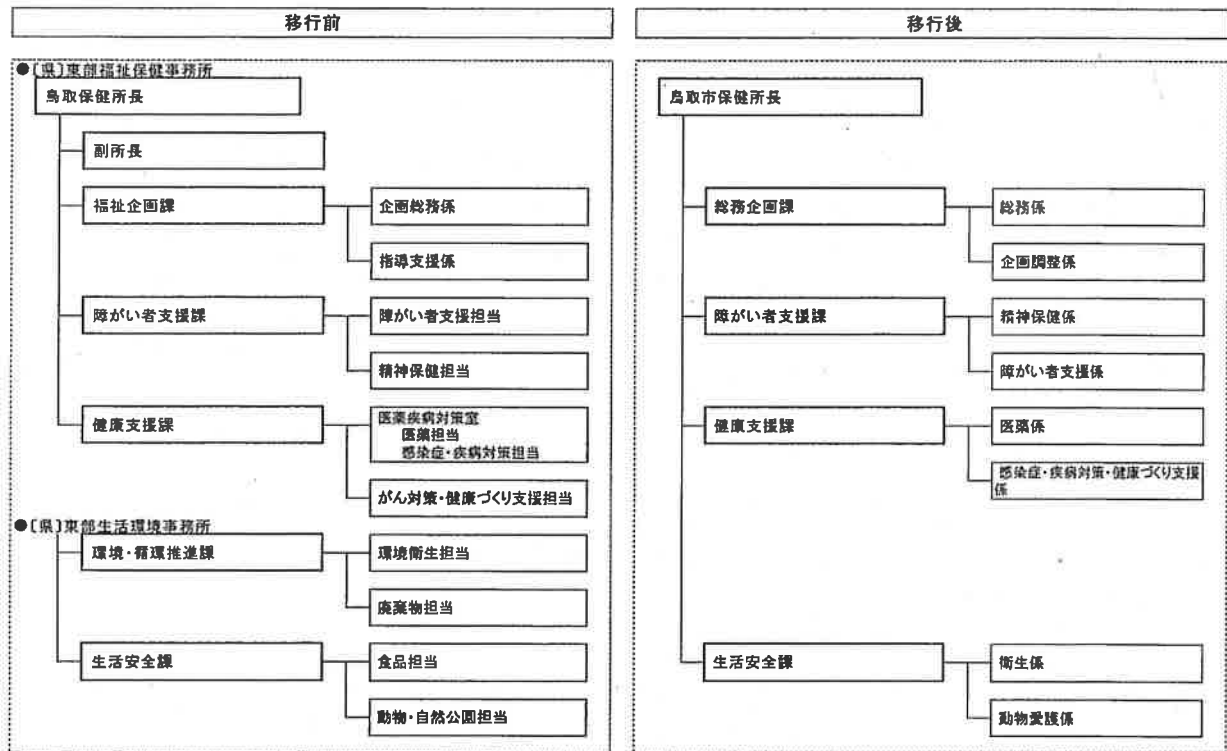 移行前
●〔県〕東部福祉保健事務所
鳥取保健所長
副所長
福祉企画課
企画総務係
指導支援係
障がい者支援課
障がい者支援担当
精神保健担当
健康支援課
医薬疾病対策室
医薬担当
感染症・疾病対策担当
がん対策・健康づくり支援担当
●〔県〕東部生活環境事務所
環境・循環推進課
環境衛生担当
廃棄物担当
生活安全課
食品担当
動物・自然公園担当
移行後
鳥取市保健所長
総務企画課
総務係
企画調整係
障がい者支援課
精神保健係
障がい者支援係
健康支援課
医薬係
感染症・疾病対策・健康づくり支援
係
生活安全課
衛生係
動物愛護係